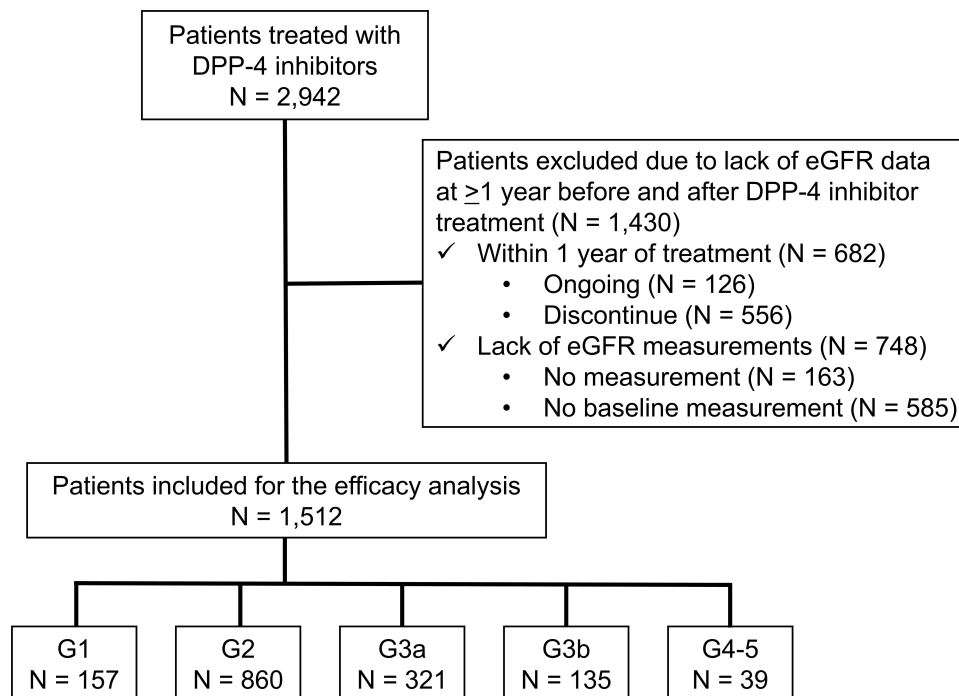 Patients treated with
DPP-4 inhibitors
N = 2,942
Patients excluded due to lack of eGFR data
at ≥1 year before and after DPP-4 inhibitor
treatment (N = 1,430)
✓ Within 1 year of treatment (N = 682)
• Ongoing (N = 126)
• Discontinue (N = 556)
✓ Lack of eGFR measurements (N = 748)
• No measurement (N = 163)
• No baseline measurement (N = 585)
Patients included for the efficacy analysis
N = 1,512
G1
N = 157
G2
N = 860
G3a
N = 321
G3b
N = 135
G4-5
N = 39